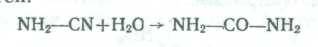 NH₂—CN+H₂O → NH₂—CO—NH₂